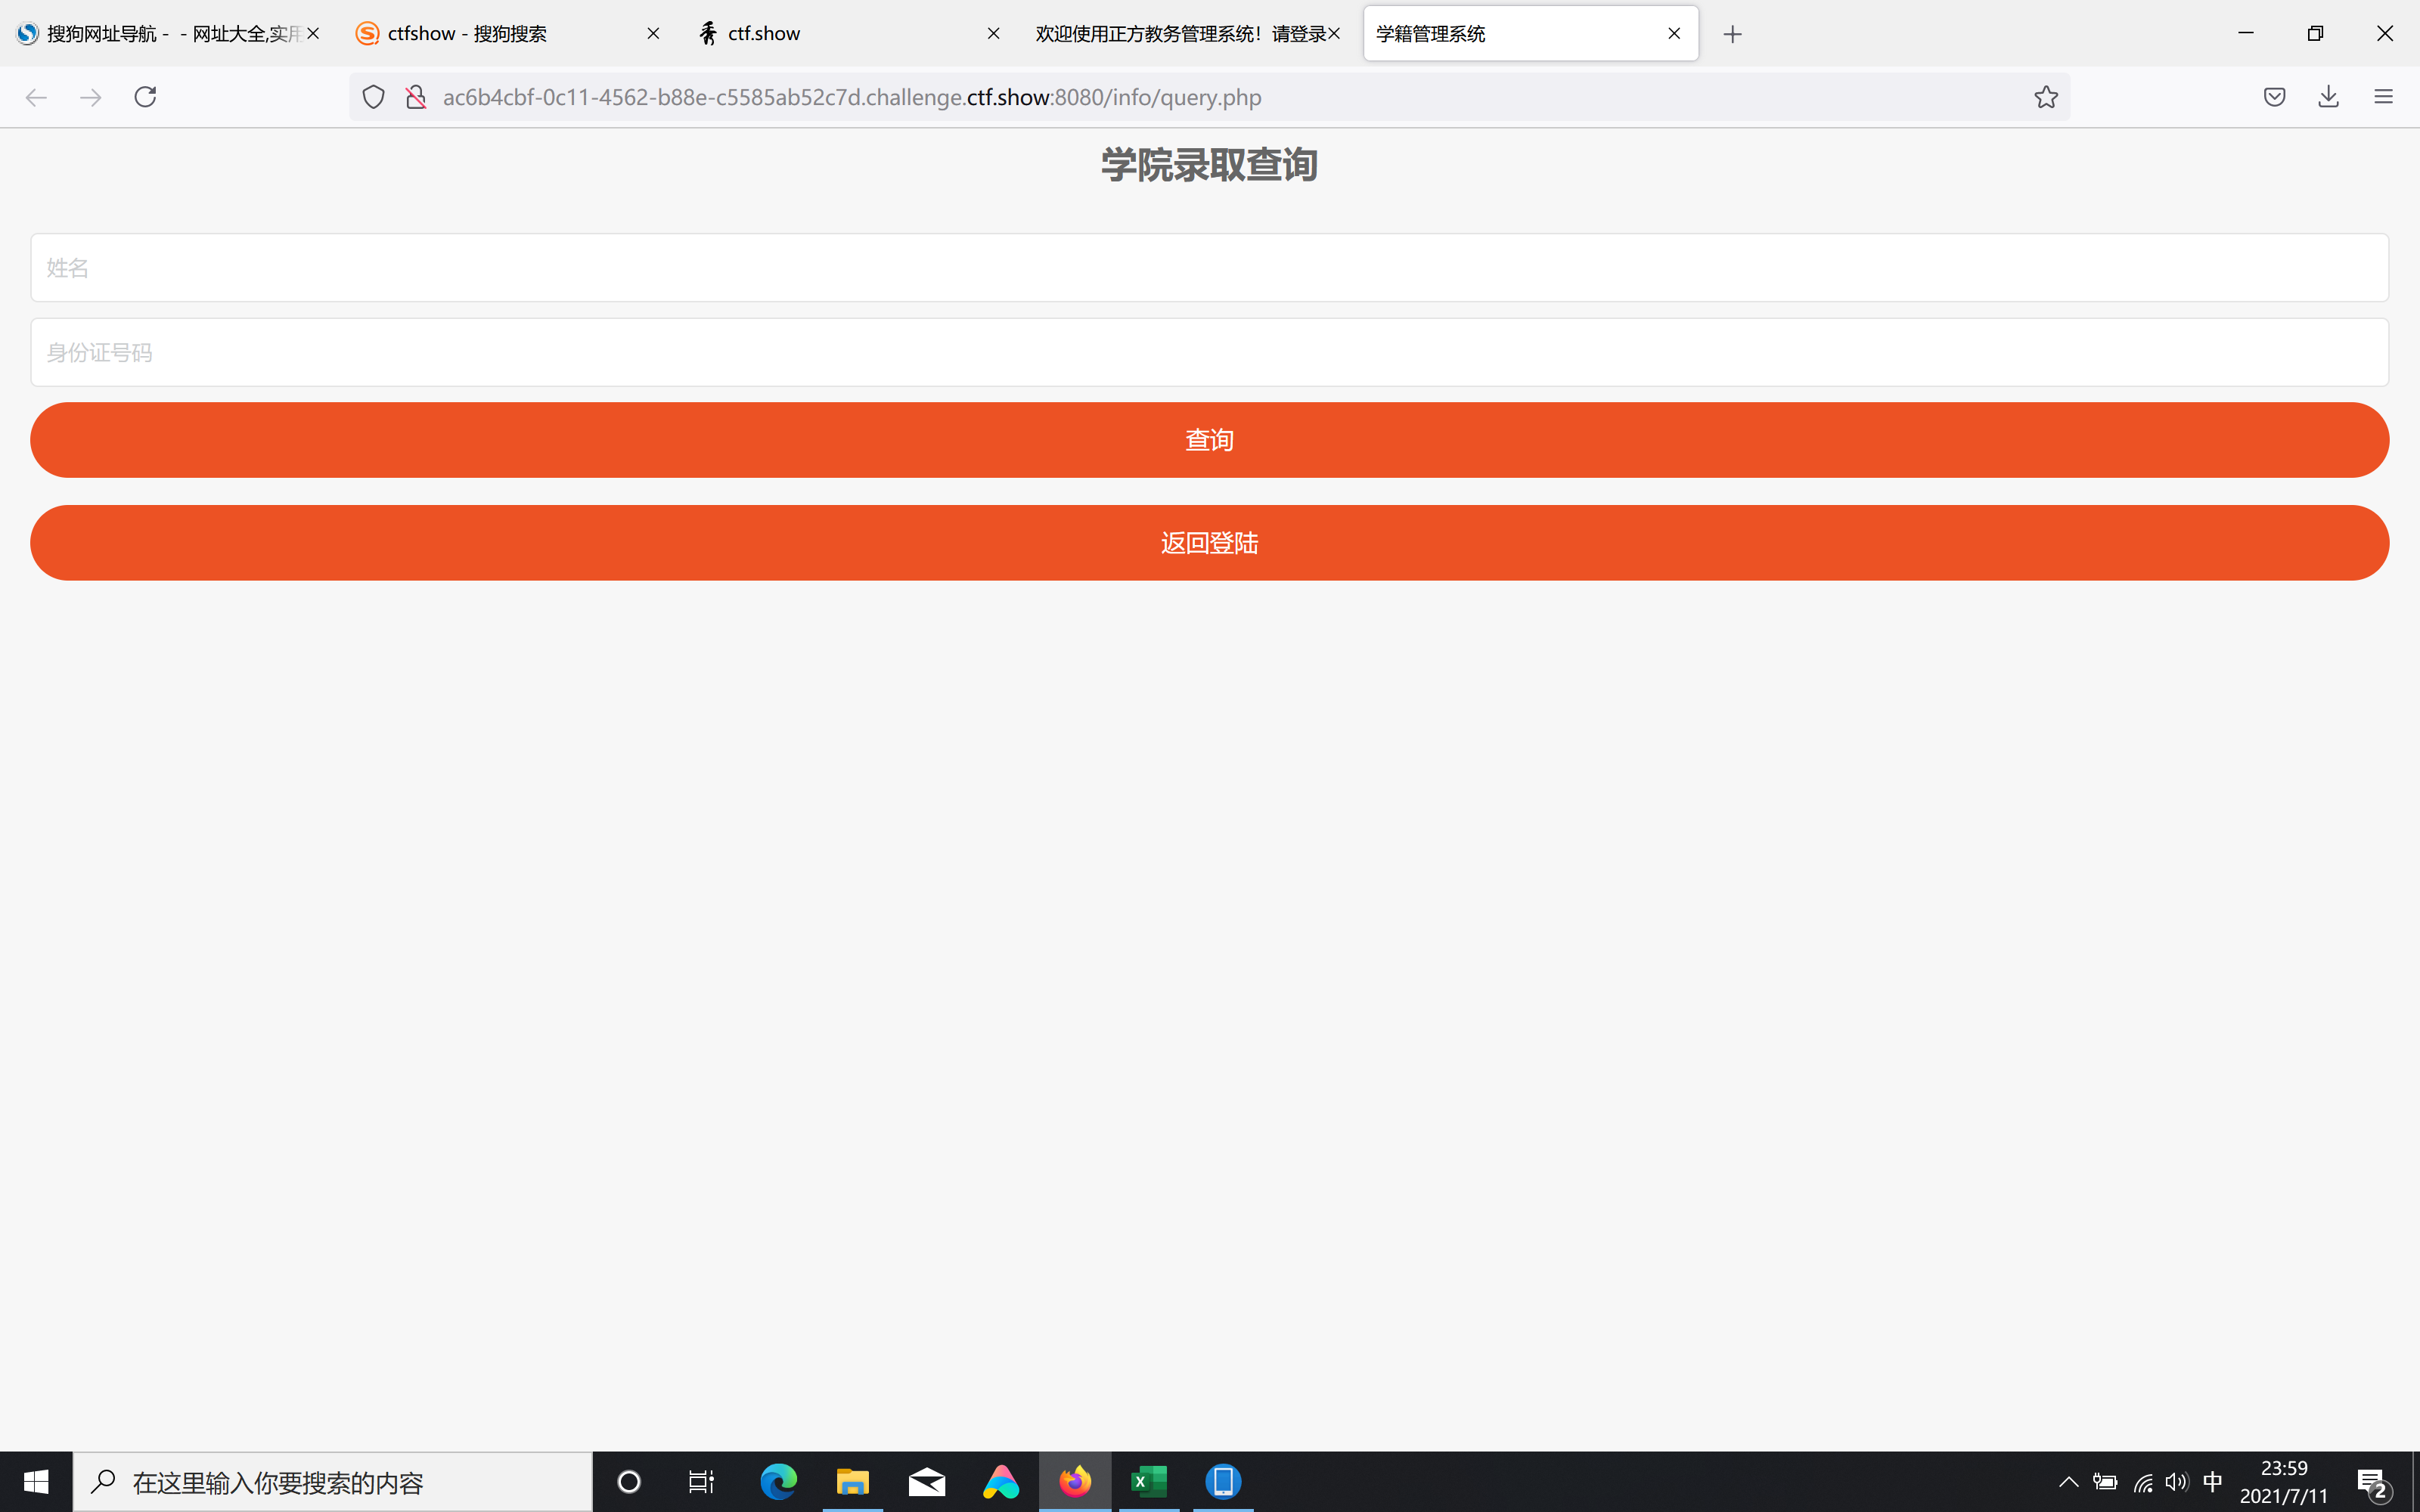 搜狗网址导航 - - 网址大全,实用
ctfshow - 搜狗搜索
ctf.show
欢迎使用正方教务管理系统！请登录
学籍管理系统
ac6b4cbf-0c11-4562-b88e-c5585ab52c7d.challenge.ctf.show:8080/info/query.php
学院录取查询
姓名
身份证号码
查询
返回登陆
在这里输入你要搜索的内容
中
23:59
2021/7/11
2